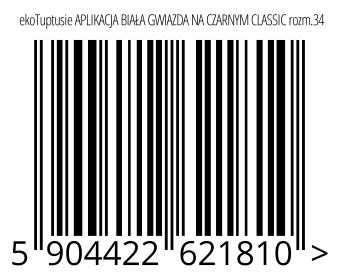 ekoTuptusie APLIKACJA BIAŁA GWIAZDA NA CZARNYM CLASSIC rozm.34
5 904422 621810 >